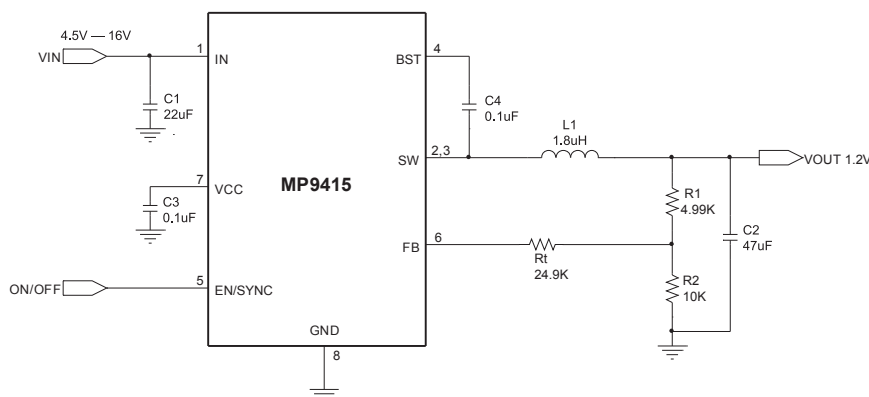 4.5V — 16V
VIN
1
IN
BST
4
C1
22uF
C4
0.1uF
L1
1.8uH
SW
2,3
VOUT 1.2V
7
VCC
MP9415
C3
0.1uF
R1
4.99K
C2
47uF
FB
6
Rt
24.9K
ON/OFF
5
EN/SYNC
R2
10K
GND
8